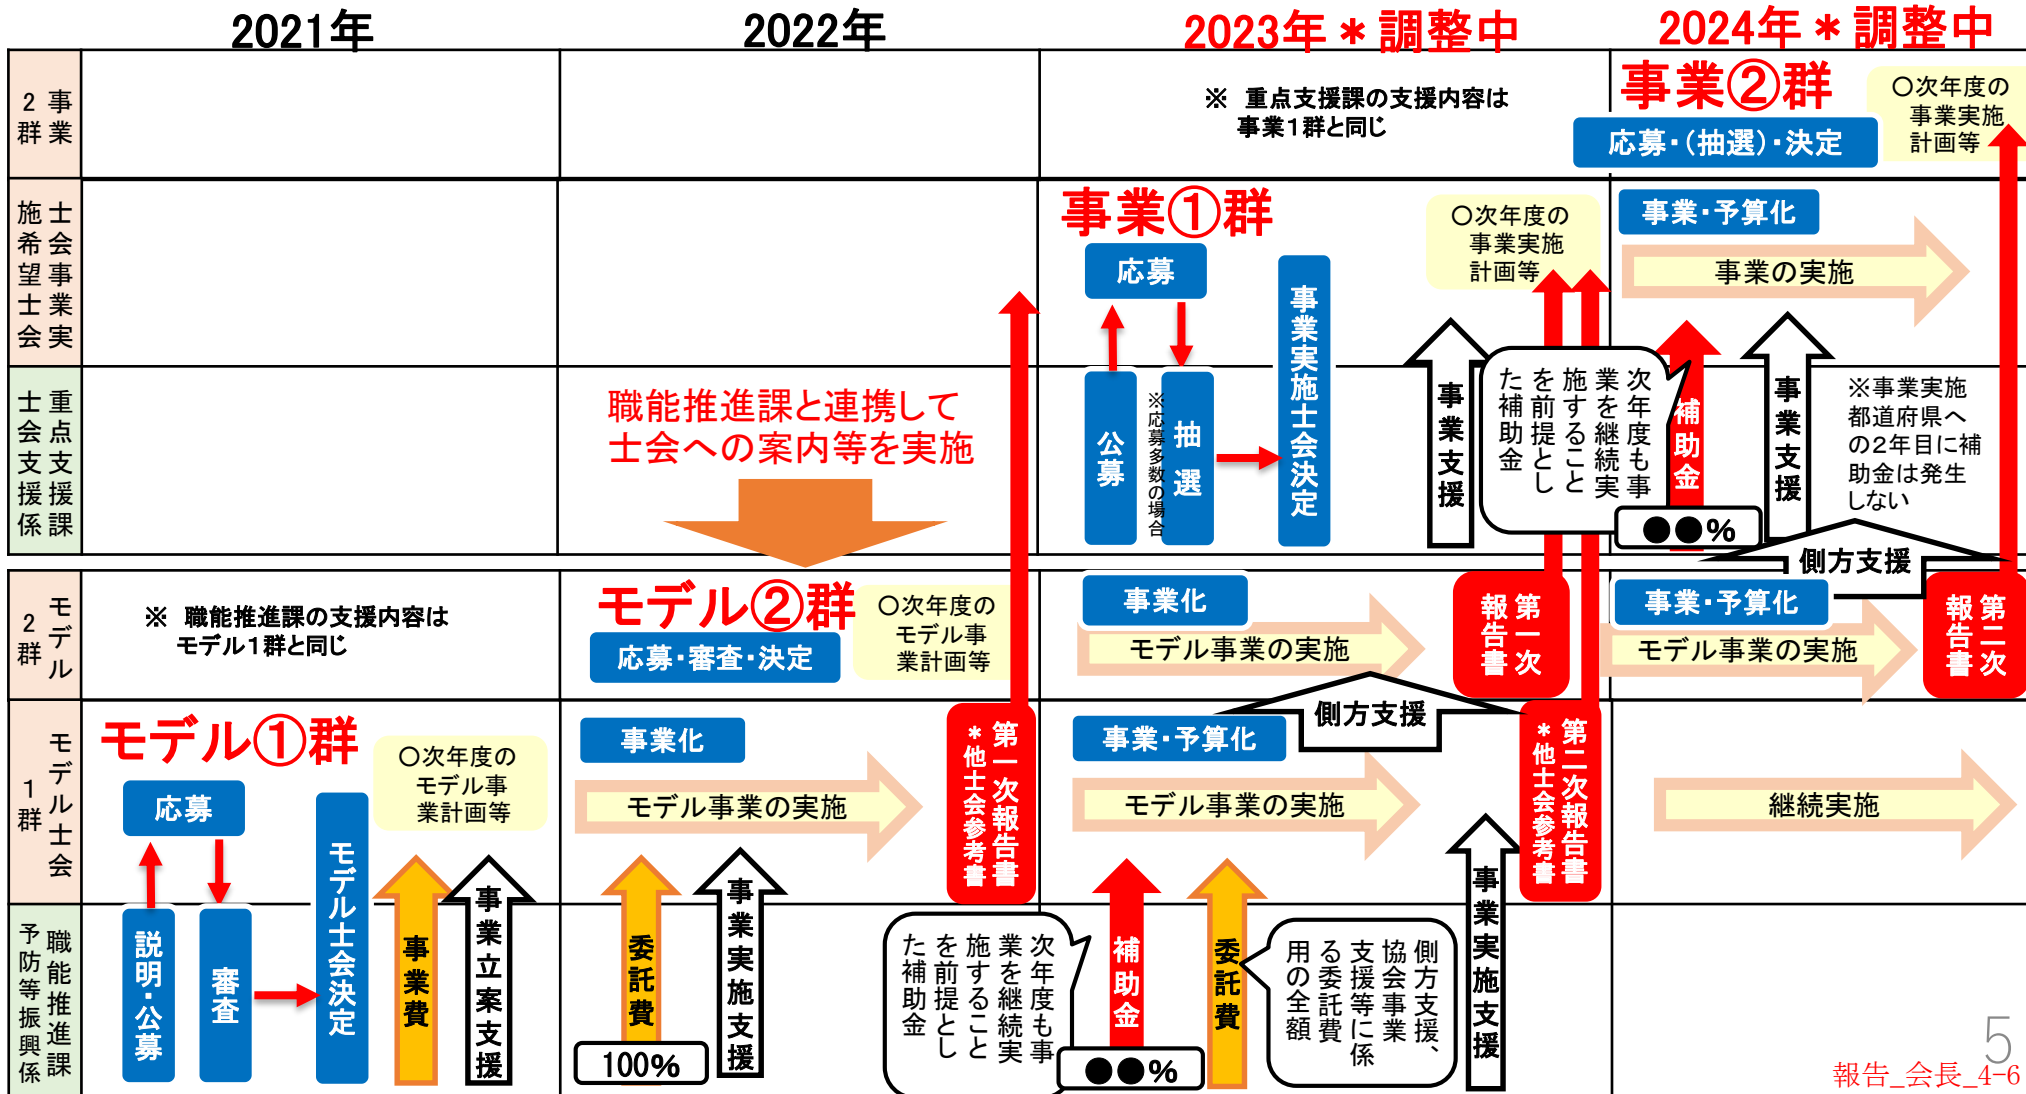 2021年
2022年
2023年＊調整中
2024年＊調整中
事業
2群
※ 重点支援課の支援内容は
事業1群と同じ
事業②群
応募・(抽選)・決定
○次年度の
事業実施
計画等
士会事業実
施希望士会
事業①群
応募
事業実施士会決定
○次年度の
事業実施
計画等
事業・予算化
事業の実施
重点支援課
士会支援係
職能推進課と連携して
士会への案内等を実施
公募
※応募多数の場合
抽選
事業支援
次年度も事
業を継続実
施すること
を前提とし
た補助金
補助金
●●%
事業支援
※事業実施
都道府県へ
の2年目に補
助金は発生
しない
側方支援
モデル
2群
※ 職能推進課の支援内容は
モデル1群と同じ
モデル②群
応募・審査・決定
○次年度の
モデル事
業計画等
事業化
モデル事業の実施
第一次
報告書
事業・予算化
モデル事業の実施
第二次
報告書
モデル士会
1群
モデル①群
応募
モデル士会決定
○次年度の
モデル事
業計画等
事業化
モデル事業の実施
第一次報告書
＊他士会参考書
側方支援
事業・予算化
モデル事業の実施
第二次報告書
＊他士会参考書
継続実施
職能推進課
予防等振興係
説明・公募
審査
事業費
事業立案支援
委託費
100%
事業実施支援
次年度も事
業を継続実
施すること
を前提とし
た補助金
補助金
●●%
委託費
側方支援、
協会事業
支援等に係
る委託費
用の全額
事業実施支援
5
報告_会長_4-6